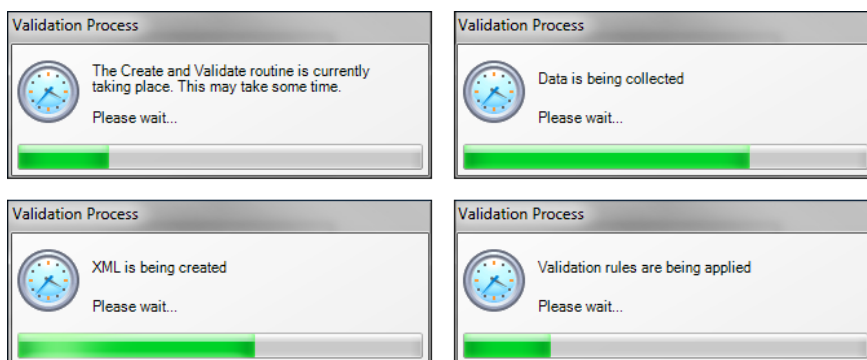 Validation Process
The Create and Validate routine is currently
taking place. This may take some time.
Please wait...
Validation Process
Data is being collected
Please wait...
Validation Process
XML is being created
Please wait...
Validation Process
Validation rules are being applied
Please wait...